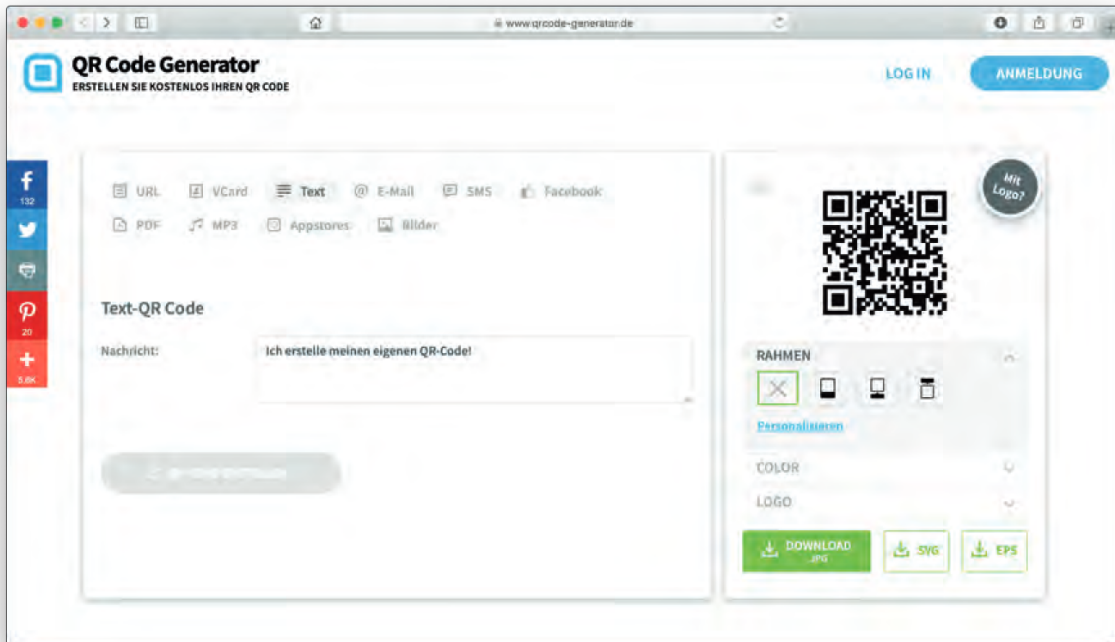 www.qrcode-generator.de
QR Code Generator
ERSTELLEN SIE KOSTENLOS IHREN QR CODE
LOG IN
ANMELDUNG
132
20
5.6K
URL
VCard
Text
E-Mail
SMS
Facebook
PDF
MP3
Appstores
Bilder
Text-QR Code
Nachricht:
Ich erstelle meinen eigenen QR-Code!
Mit
Logo?
RAHMEN
Personalisieren
COLOR
LOGO
DOWNLOAD
JPG
SVG
EPS